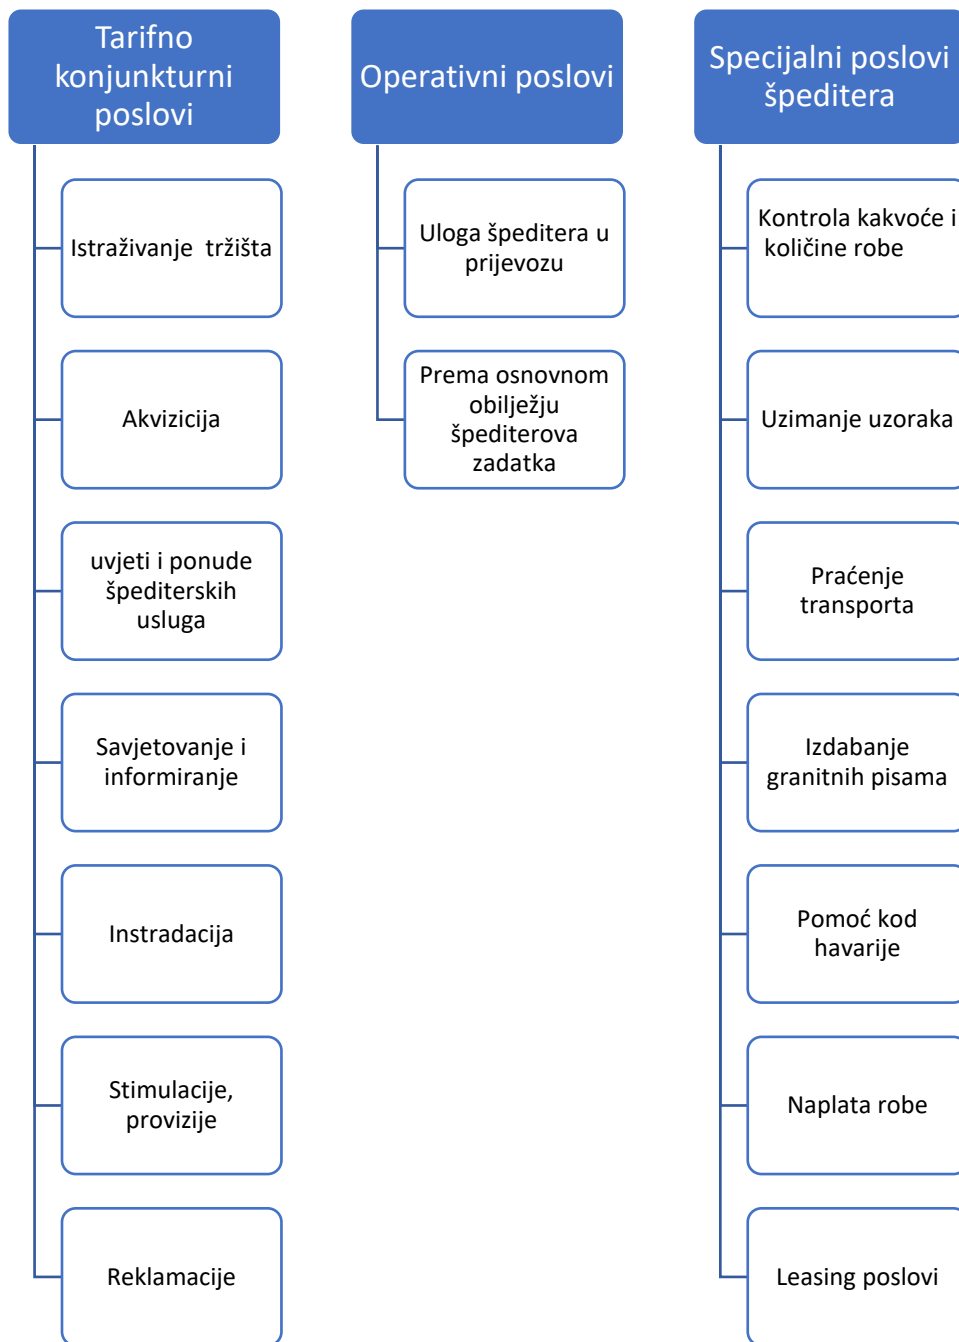 Tarifno
konjunkturni
poslovi
Istraživanje tržišta
Akvizicija
uvjeti i ponude
špediterskih
usluga
Savjetovanje i
informiranje
Instradacija
Stimulacije,
provizije
Reklamacije
Operativni poslovi
Uloga špeditera u
prijevozu
Prema osnovnom
obilježju
špediterova
zadatka
Specijalni poslovi
špeditera
Kontrola kakvoće i
količine robe
Uzimanje uzoraka
Praćenje
transporta
Izdabanje
granitnih pisama
Pomoć kod
havarije
Naplata robe
Leasing poslovi